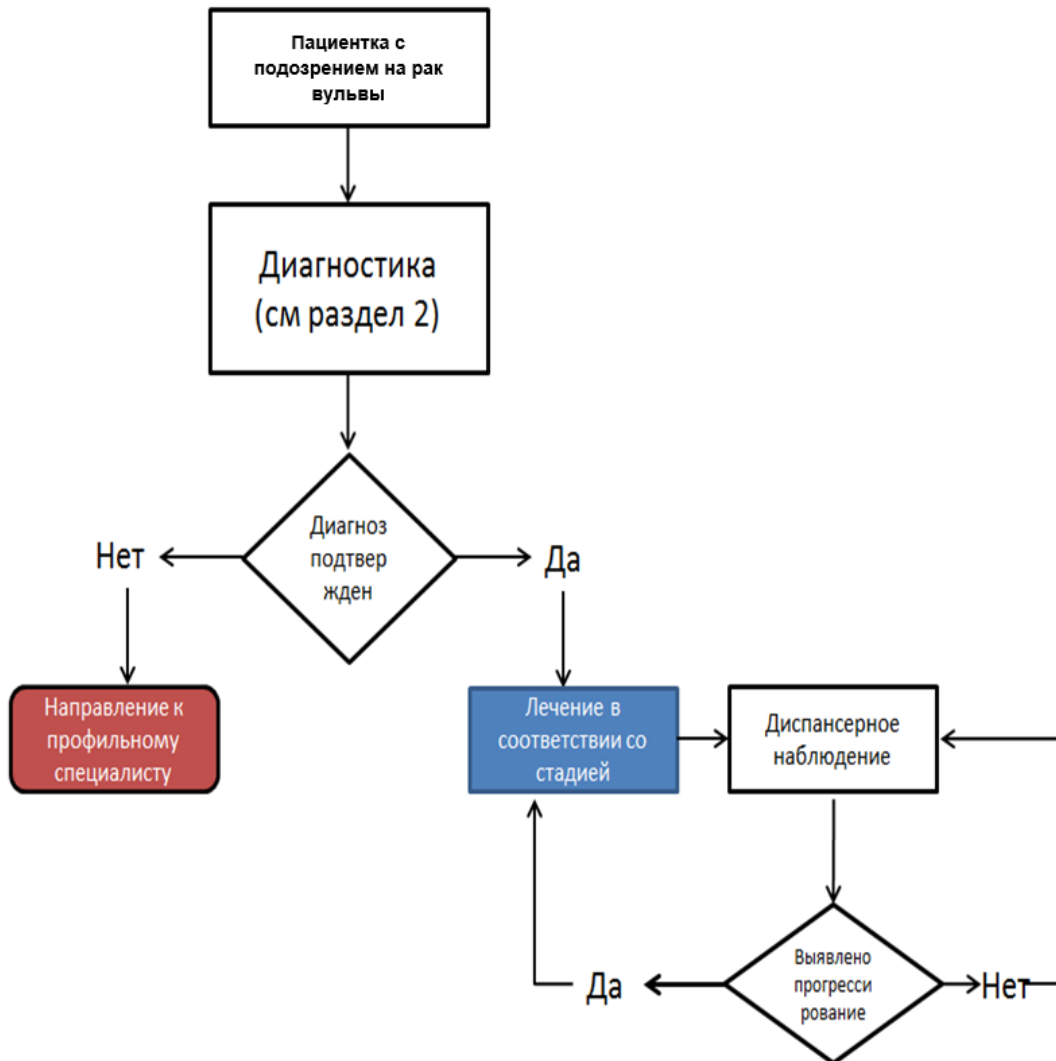 Пациентка с
подозрением на рак
вульвы
Диагностика
(см раздел 2)
Диагноз
подтвер
жден
Нет
Да
Направление к
профильному
специалисту
Лечение в
соответствии со
стадией
Диспансерное
наблюдение
Выявлено
прогресси
рование
Да
Нет